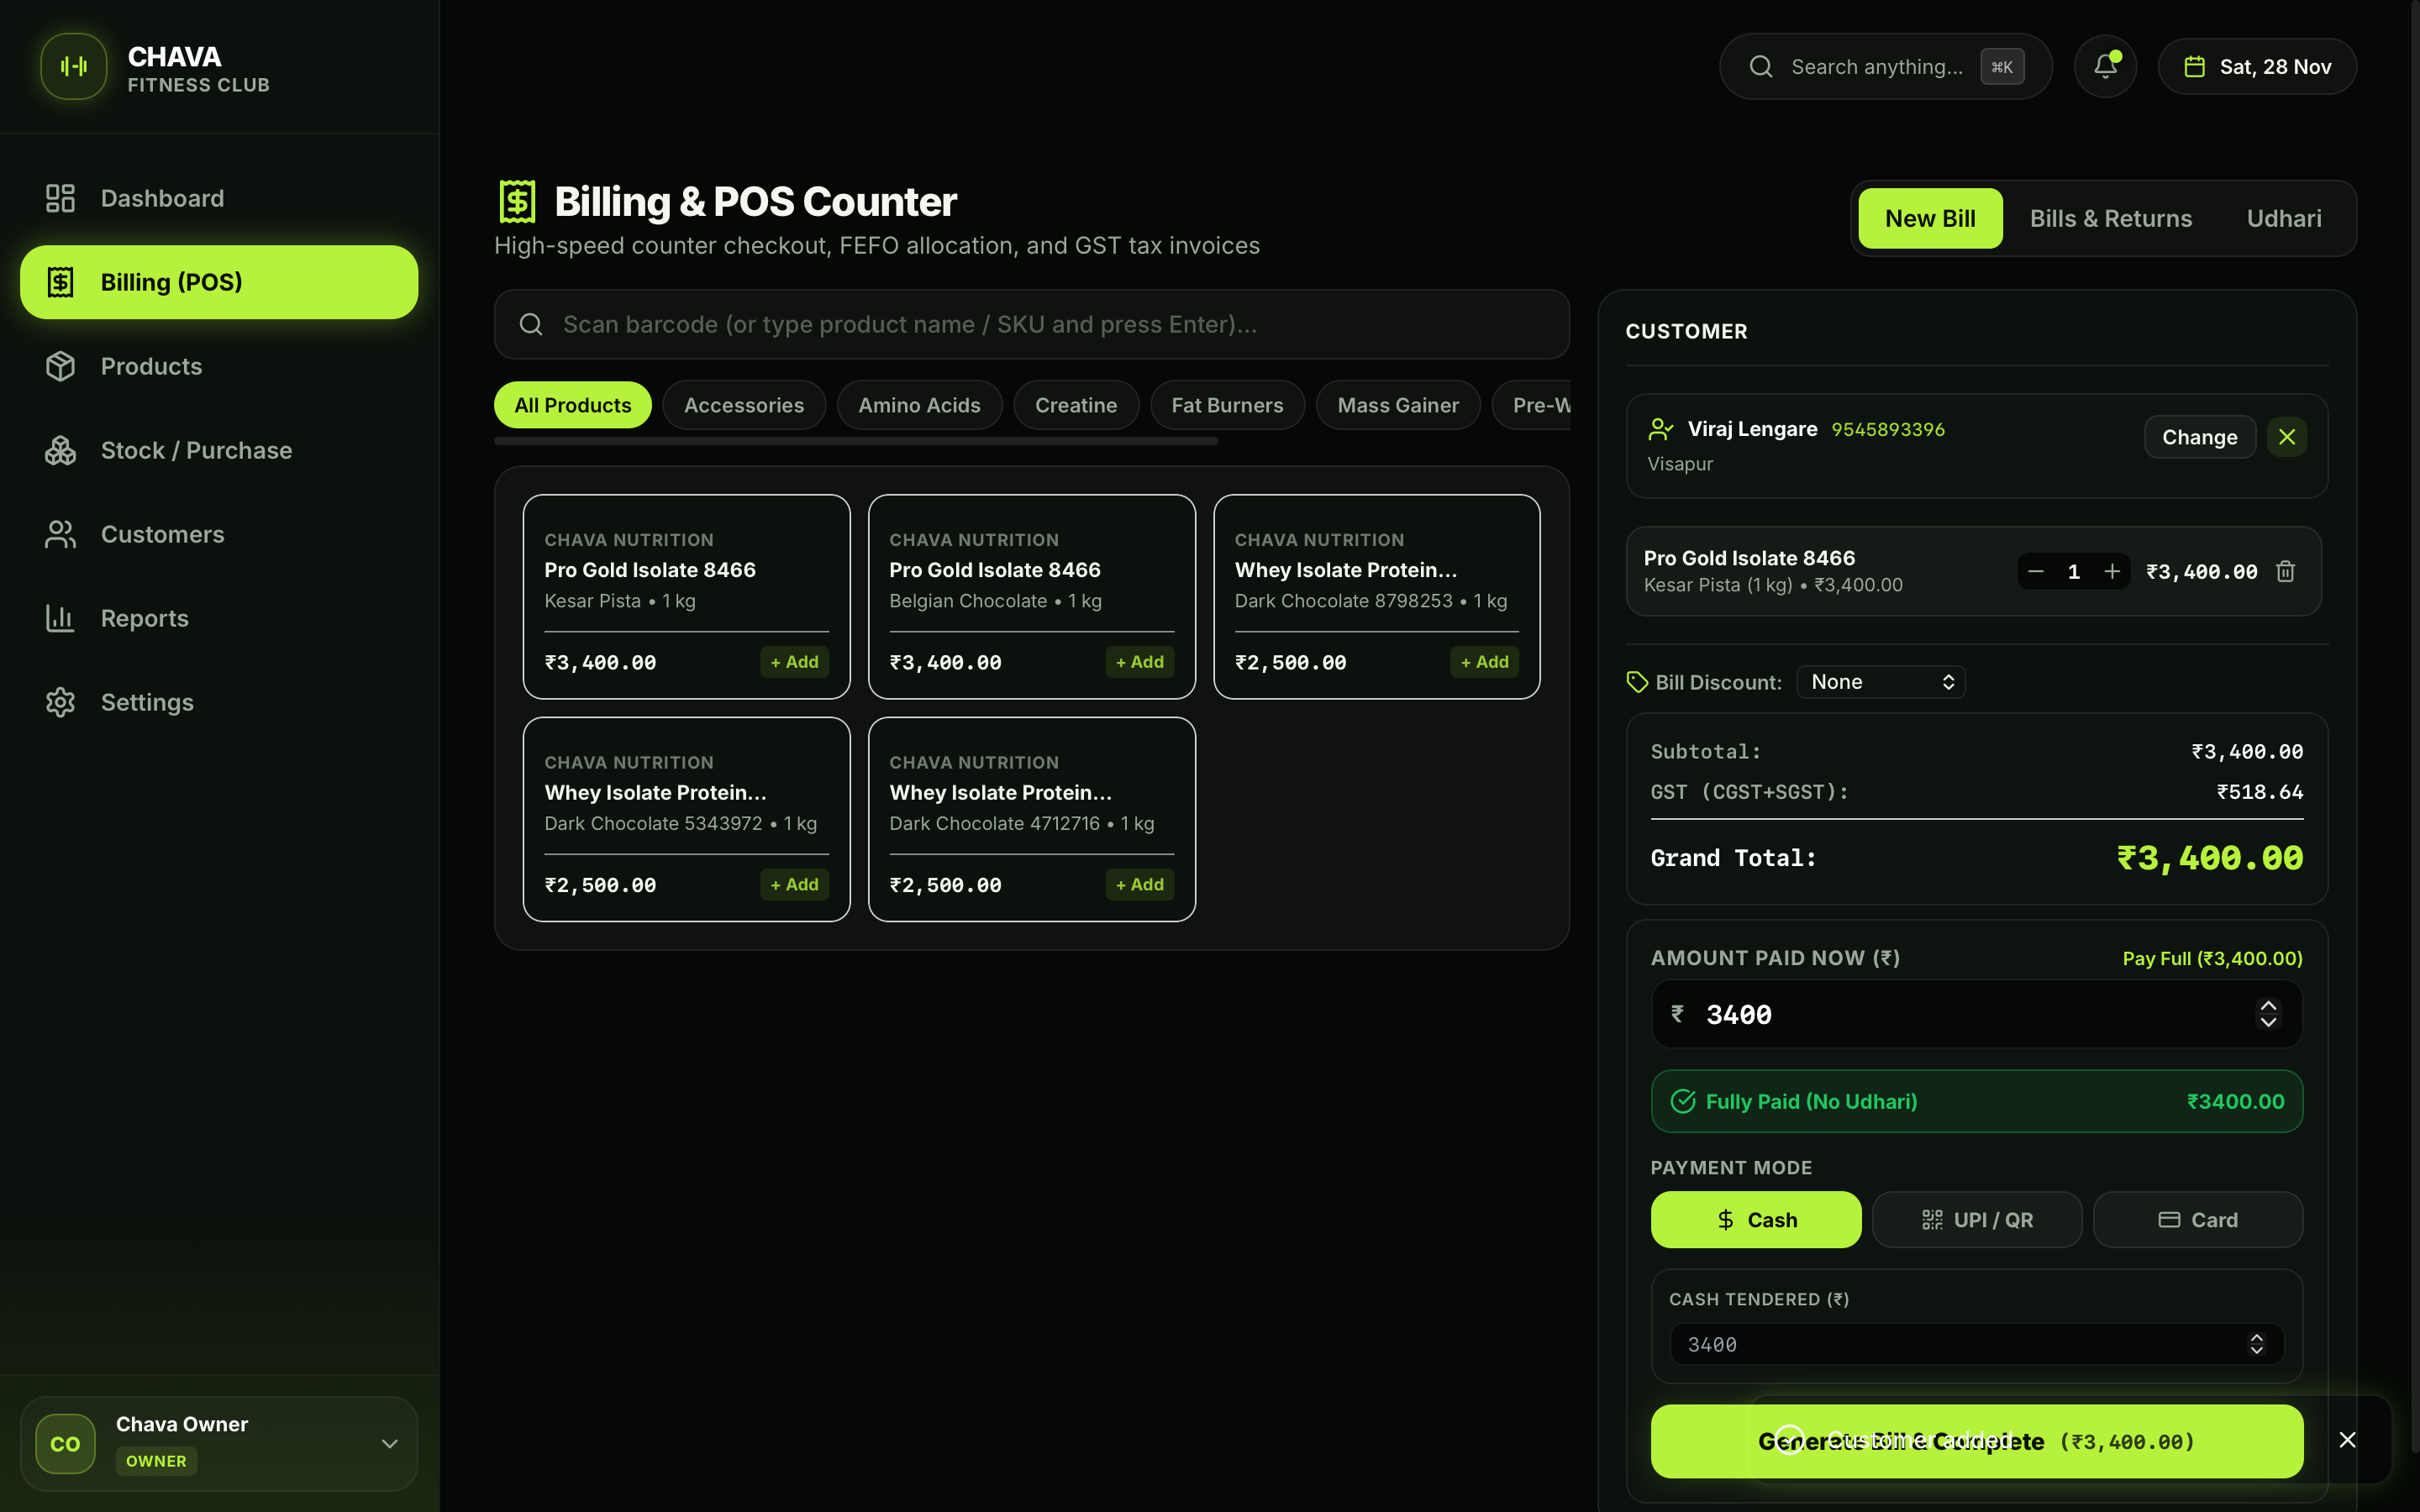 CHAVA
FITNESS CLUB
Search anything...
⌘K
Sat, 28 Nov
Dashboard
Billing (POS)
Products
Stock / Purchase
Customers
Reports
Settings
Chava Owner
CO
OWNER
Billing & POS Counter
High-speed counter checkout, FEFO allocation, and GST tax invoices
New Bill
Bills & Returns
Udhari
Scan barcode (or type product name / SKU and press Enter)...
All Products
Accessories
Amino Acids
Creatine
Fat Burners
Mass Gainer
Pre-W
CHAVA NUTRITION
Pro Gold Isolate 8466
Kesar Pista • 1 kg
₹3,400.00
+ Add
CHAVA NUTRITION
Pro Gold Isolate 8466
Belgian Chocolate • 1 kg
₹3,400.00
+ Add
CHAVA NUTRITION
Whey Isolate Protein...
Dark Chocolate 8798253 • 1 kg
₹2,500.00
+ Add
CHAVA NUTRITION
Whey Isolate Protein...
Dark Chocolate 5343972 • 1 kg
₹2,500.00
+ Add
CHAVA NUTRITION
Whey Isolate Protein...
Dark Chocolate 4712716 • 1 kg
₹2,500.00
+ Add
CUSTOMER
Viraj Lengare 9545893396
Visapur
Change
Pro Gold Isolate 8466
Kesar Pista (1 kg) • ₹3,400.00
1
₹3,400.00
Bill Discount:
None
Subtotal: ₹3,400.00
GST (CGST+SGST): ₹518.64
Grand Total: ₹3,400.00
AMOUNT PAID NOW (₹)
Pay Full (₹3,400.00)
₹ 3400
Fully Paid (No Udhari) ₹3400.00
PAYMENT MODE
Cash
UPI / QR
Card
CASH TENDERED (₹)
3400
Generate Bill & Complete (₹3,400.00)
Customer added